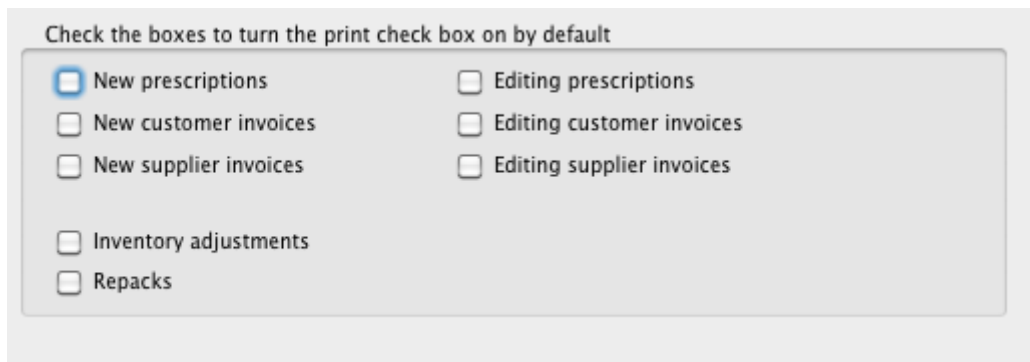 Check the boxes to turn the print check box on by default
New prescriptions
Editing prescriptions
New customer invoices
Editing customer invoices
New supplier invoices
Editing supplier invoices
Inventory adjustments
Repacks